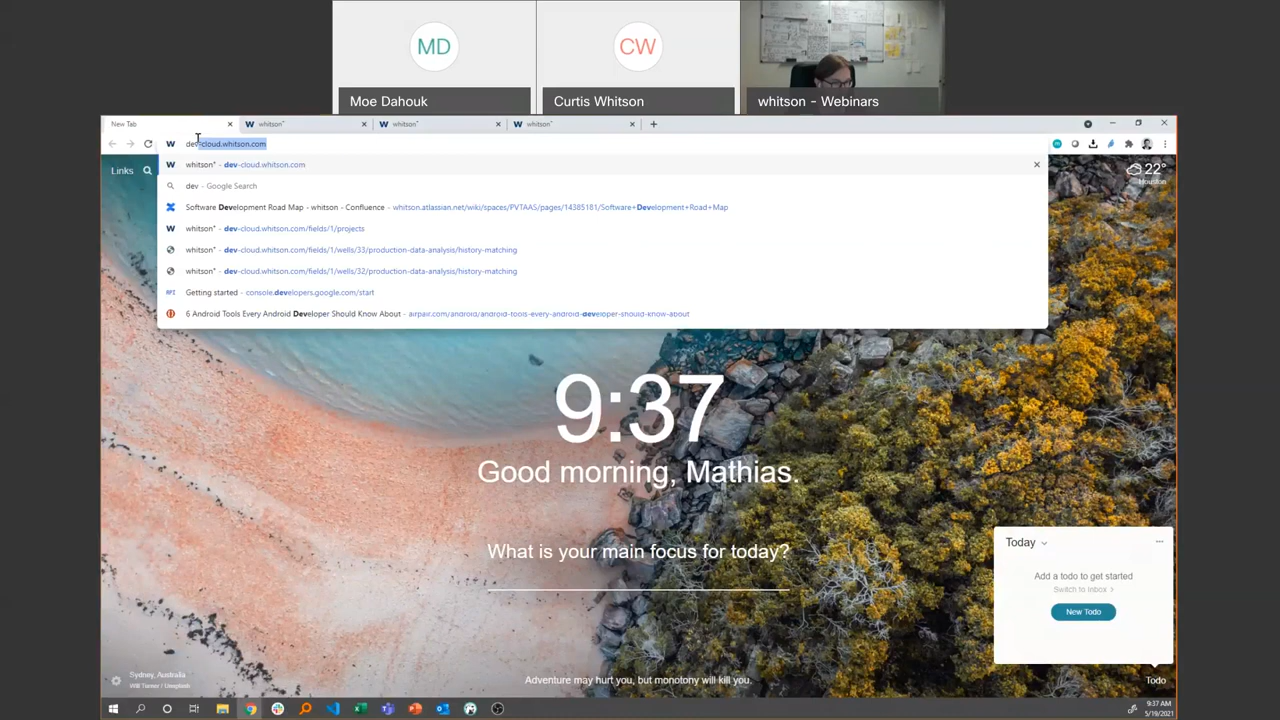 MD
CW
Moe Dahouk
Curtis Whitson
whitson - Webinars
New Tab
W whitson⁺
W whitson⁺
W whitson⁺
W dev-cloud.whitson.com
W whitson⁺ - dev-cloud.whitson.com
dev - Google Search
Software Development Road Map - whitson - Confluence - whitson.atlassian.net/wiki/spaces/PVTAAS/pages/14385181/Software+Development+Road+Map
W whitson⁺ - dev-cloud.whitson.com/fields/1/projects
whitson⁺ - dev-cloud.whitson.com/fields/1/wells/33/production-data-analysis/history-matching
whitson⁺ - dev-cloud.whitson.com/fields/1/wells/32/production-data-analysis/history-matching
API Getting started - console.developers.google.com/start
6 Android Tools Every Android Developer Should Know About - airpair.com/android/android-tools-every-android-developer-should-know-about
Links
22°
Houston
9:37
Good morning, Mathias.
What is your main focus for today?
Today
Add a todo to get started
Switch to Inbox >
New Todo
Sydney, Australia
Will Turner / Unsplash
Adventure may hurt you, but monotony will kill you.
Todo
9:37 AM
5/19/2021